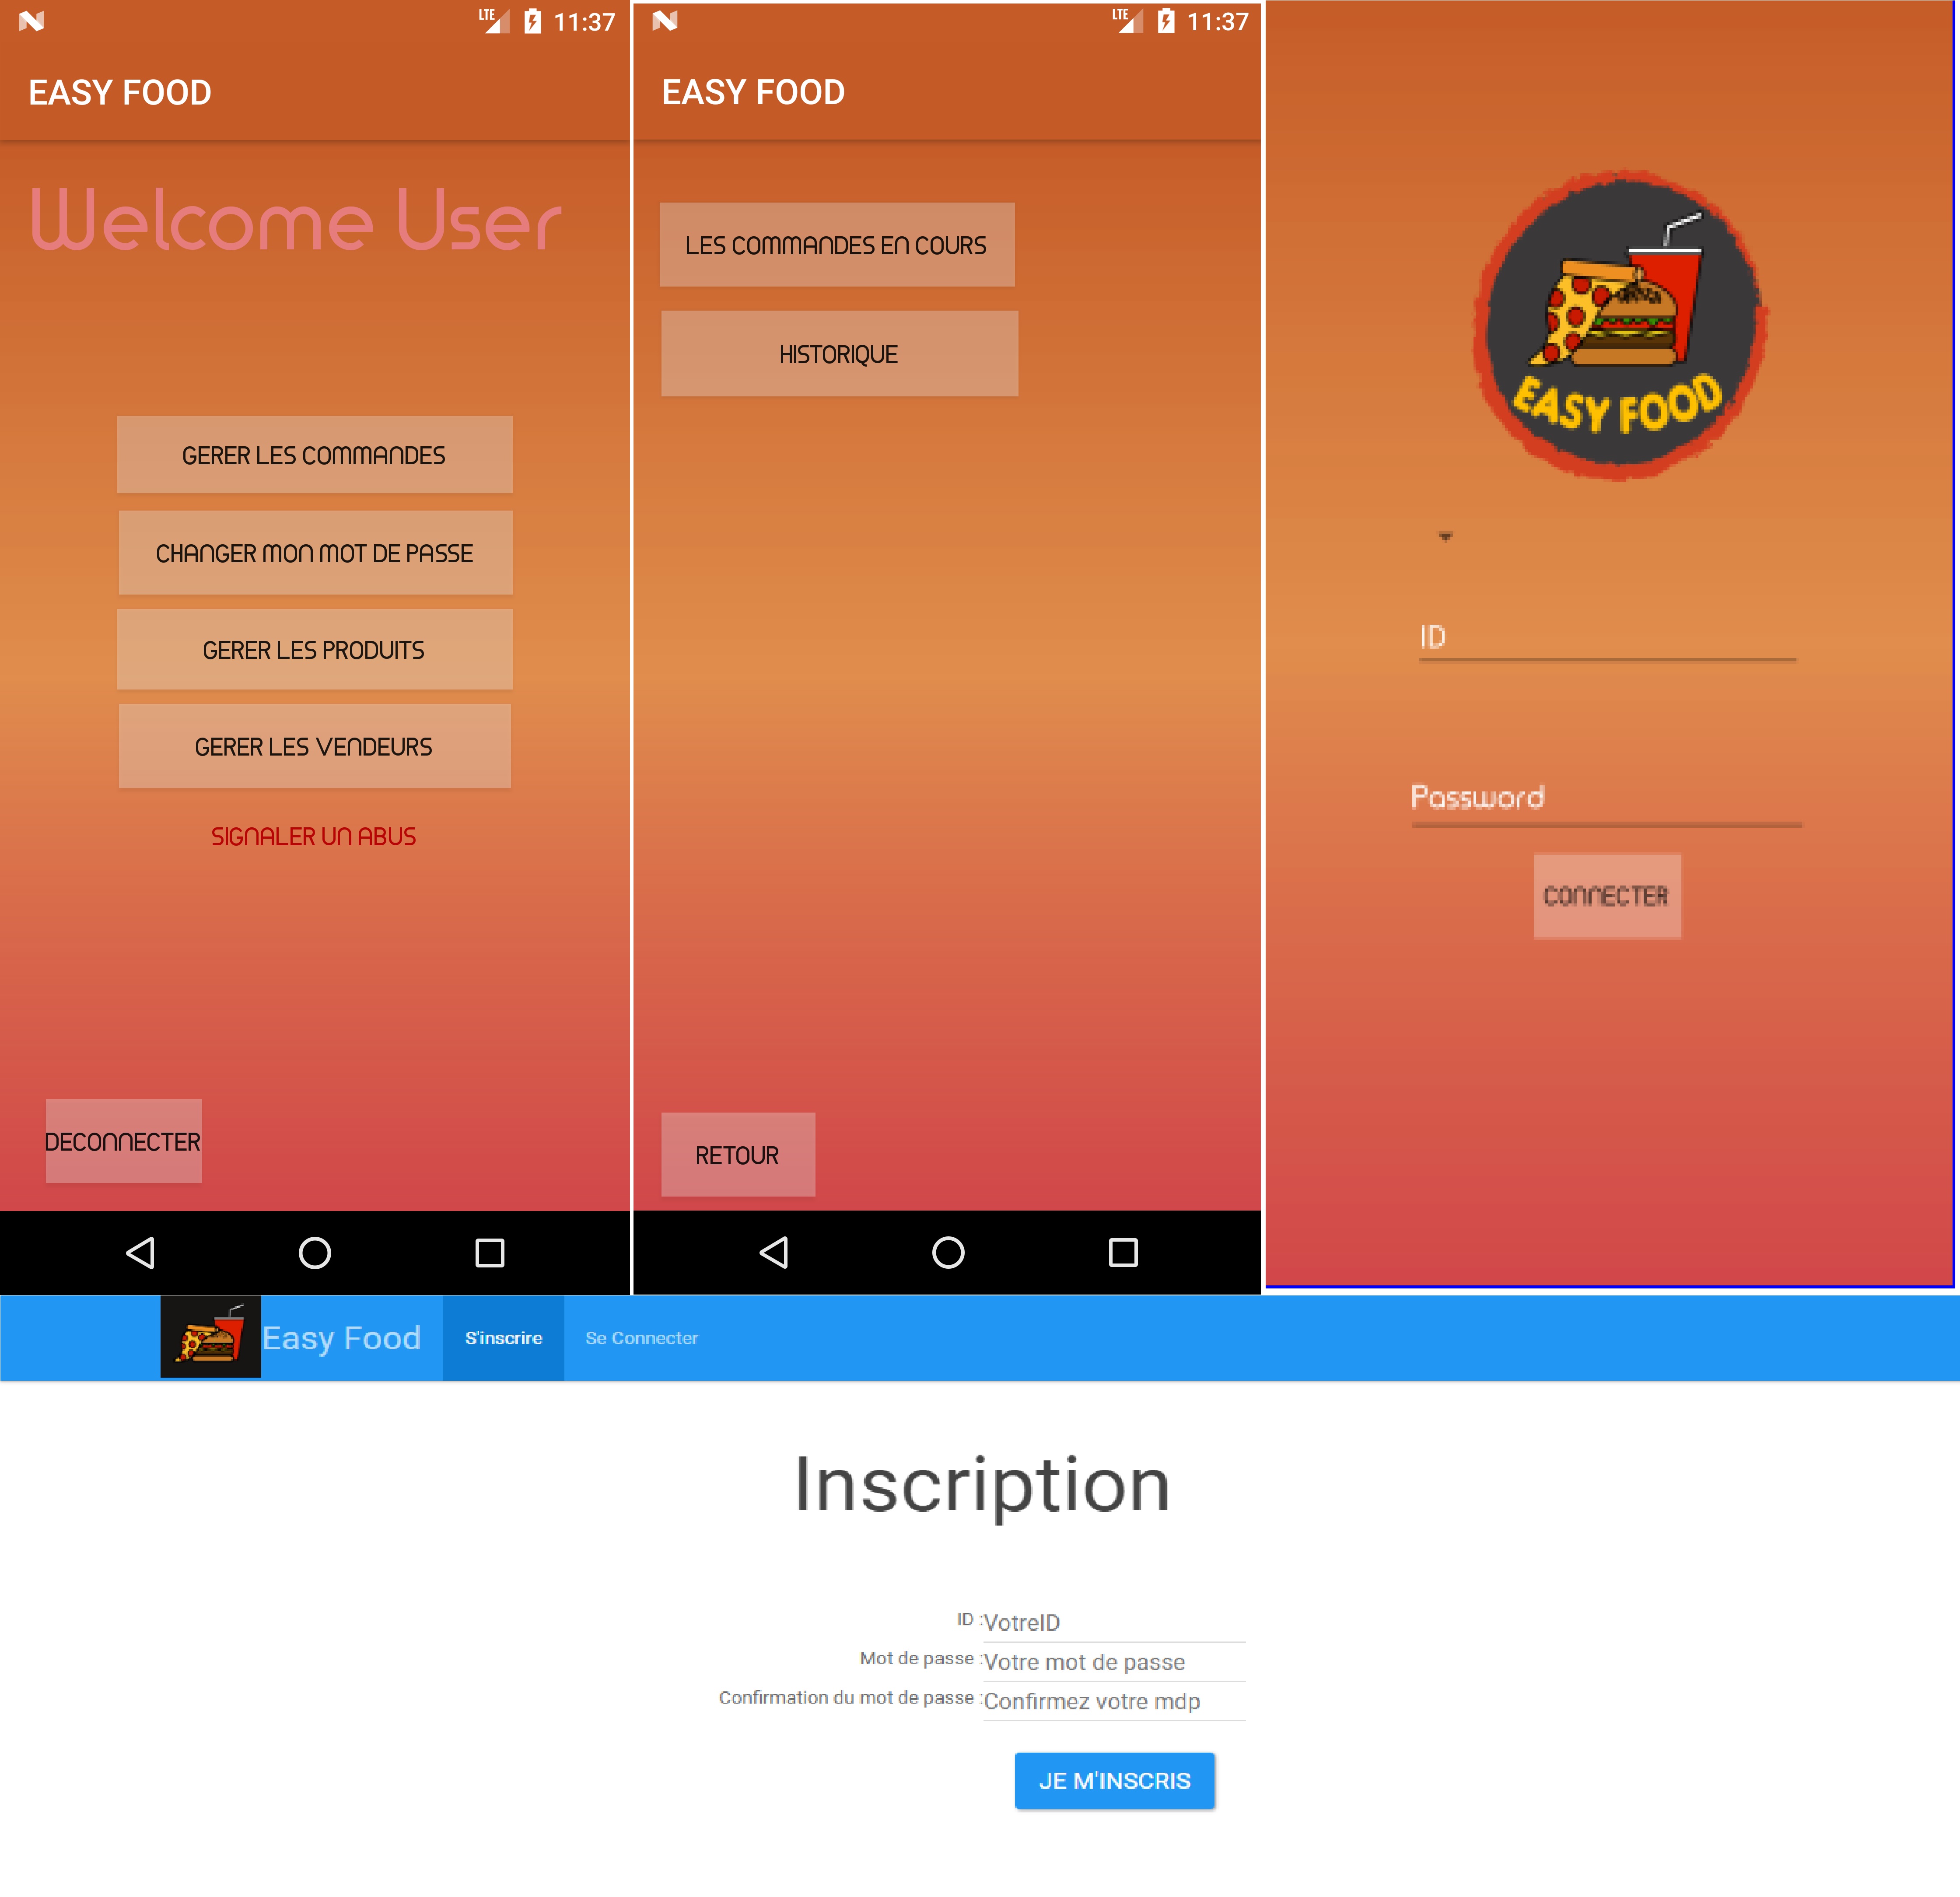 LTE 11:37
EASY FOOD
Welcome User
GERER LES COMMANDES
CHANGER MON MOT DE PASSE
GERER LES PRODUITS
GERER LES VENDEURS
SIGNALER UN ABUS
DECONNECTER
LTE 11:37
EASY FOOD
LES COMMANDES EN COURS
HISTORIQUE
RETOUR
EASY FOOD
ID
Password
CONNECTER
Easy Food S'inscrire Se Connecter
Inscription
ID : VotreID
Mot de passe : Votre mot de passe
Confirmation du mot de passe : Confirmez votre mdp
JE M'INSCRIS